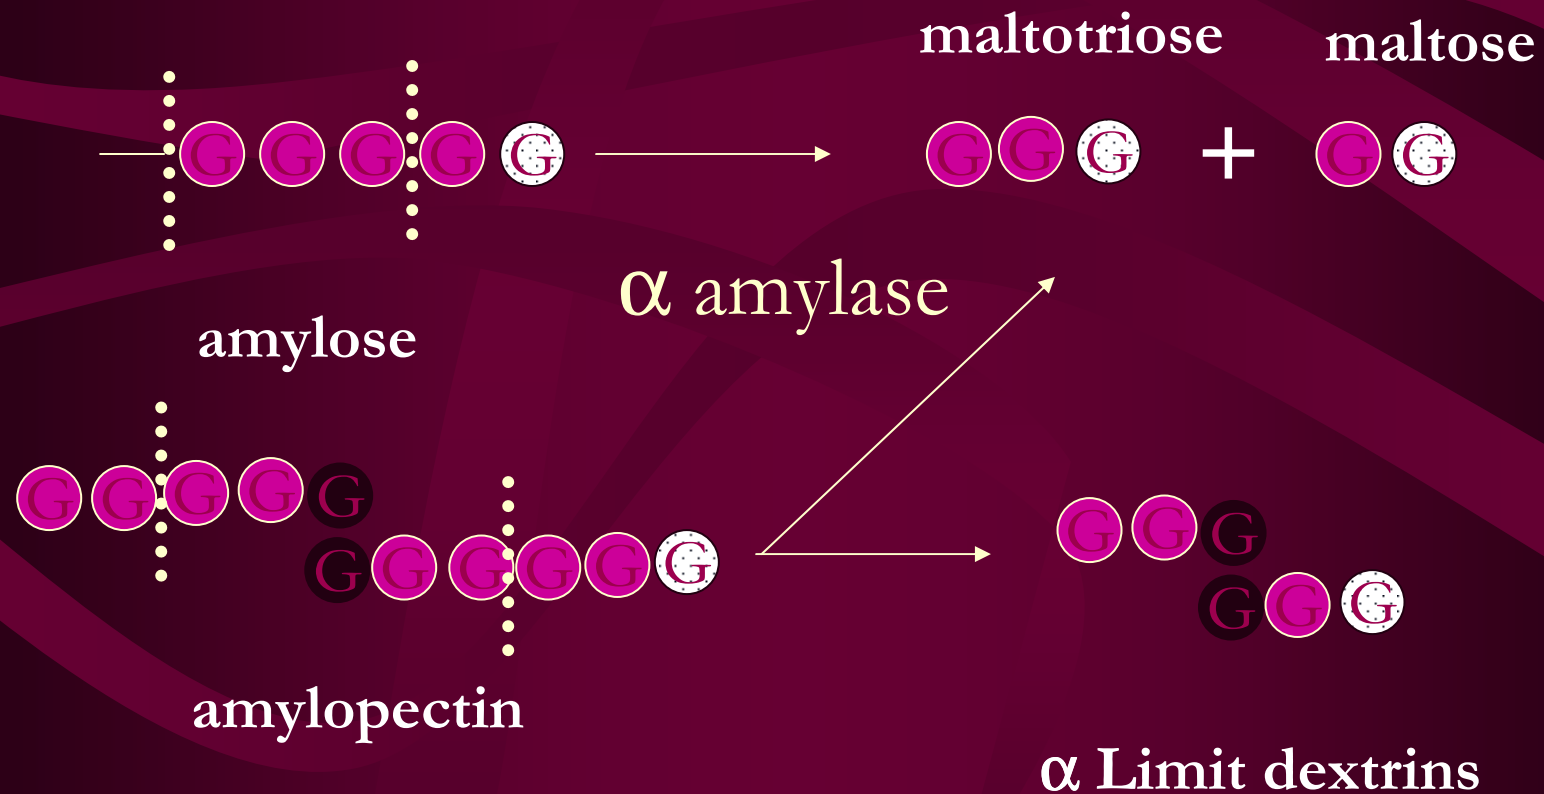 maltotriose maltose
G G G G G G G G + G G
α amylase
amylose
G G G G G
G G G G G G
G G G
G G G
amylopectin
α Limit dextrins